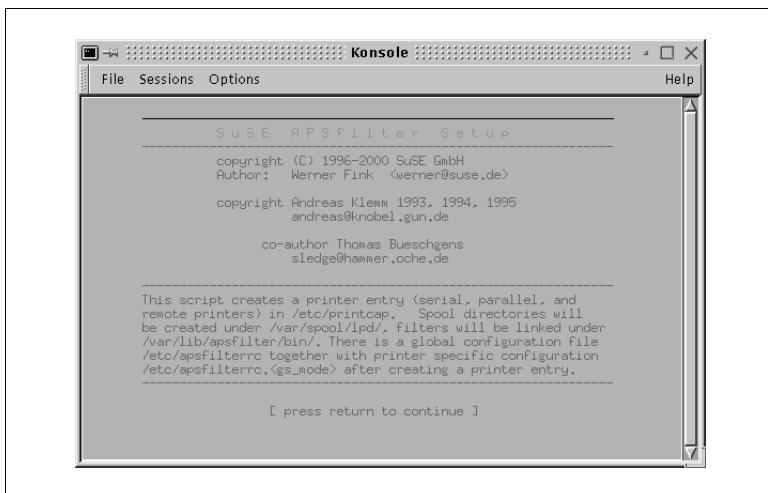 Konsole
File Sessions Options Help
SuSE APSfilter Setup
copyright (C) 1996-2000 SuSE GmbH
Author: Werner Fink <werner@suse.de>
copyright Andreas Klemm 1993, 1994, 1995
andreas@knobel.gun.de
co-author Thomas Bueschgens
sledge@hammer.oche.de
This script creates a printer entry (serial, parallel, and
remote printers) in /etc/printcap. Spool directories will
be created under /var/spool/lpd/, filters will be linked under
/var/lib/apsfilter/bin/. There is a global configuration file
/etc/apsfilterrc together with printer specific configuration
/etc/apsfilterrc.<gs_mode> after creating a printer entry.
[ press return to continue ]